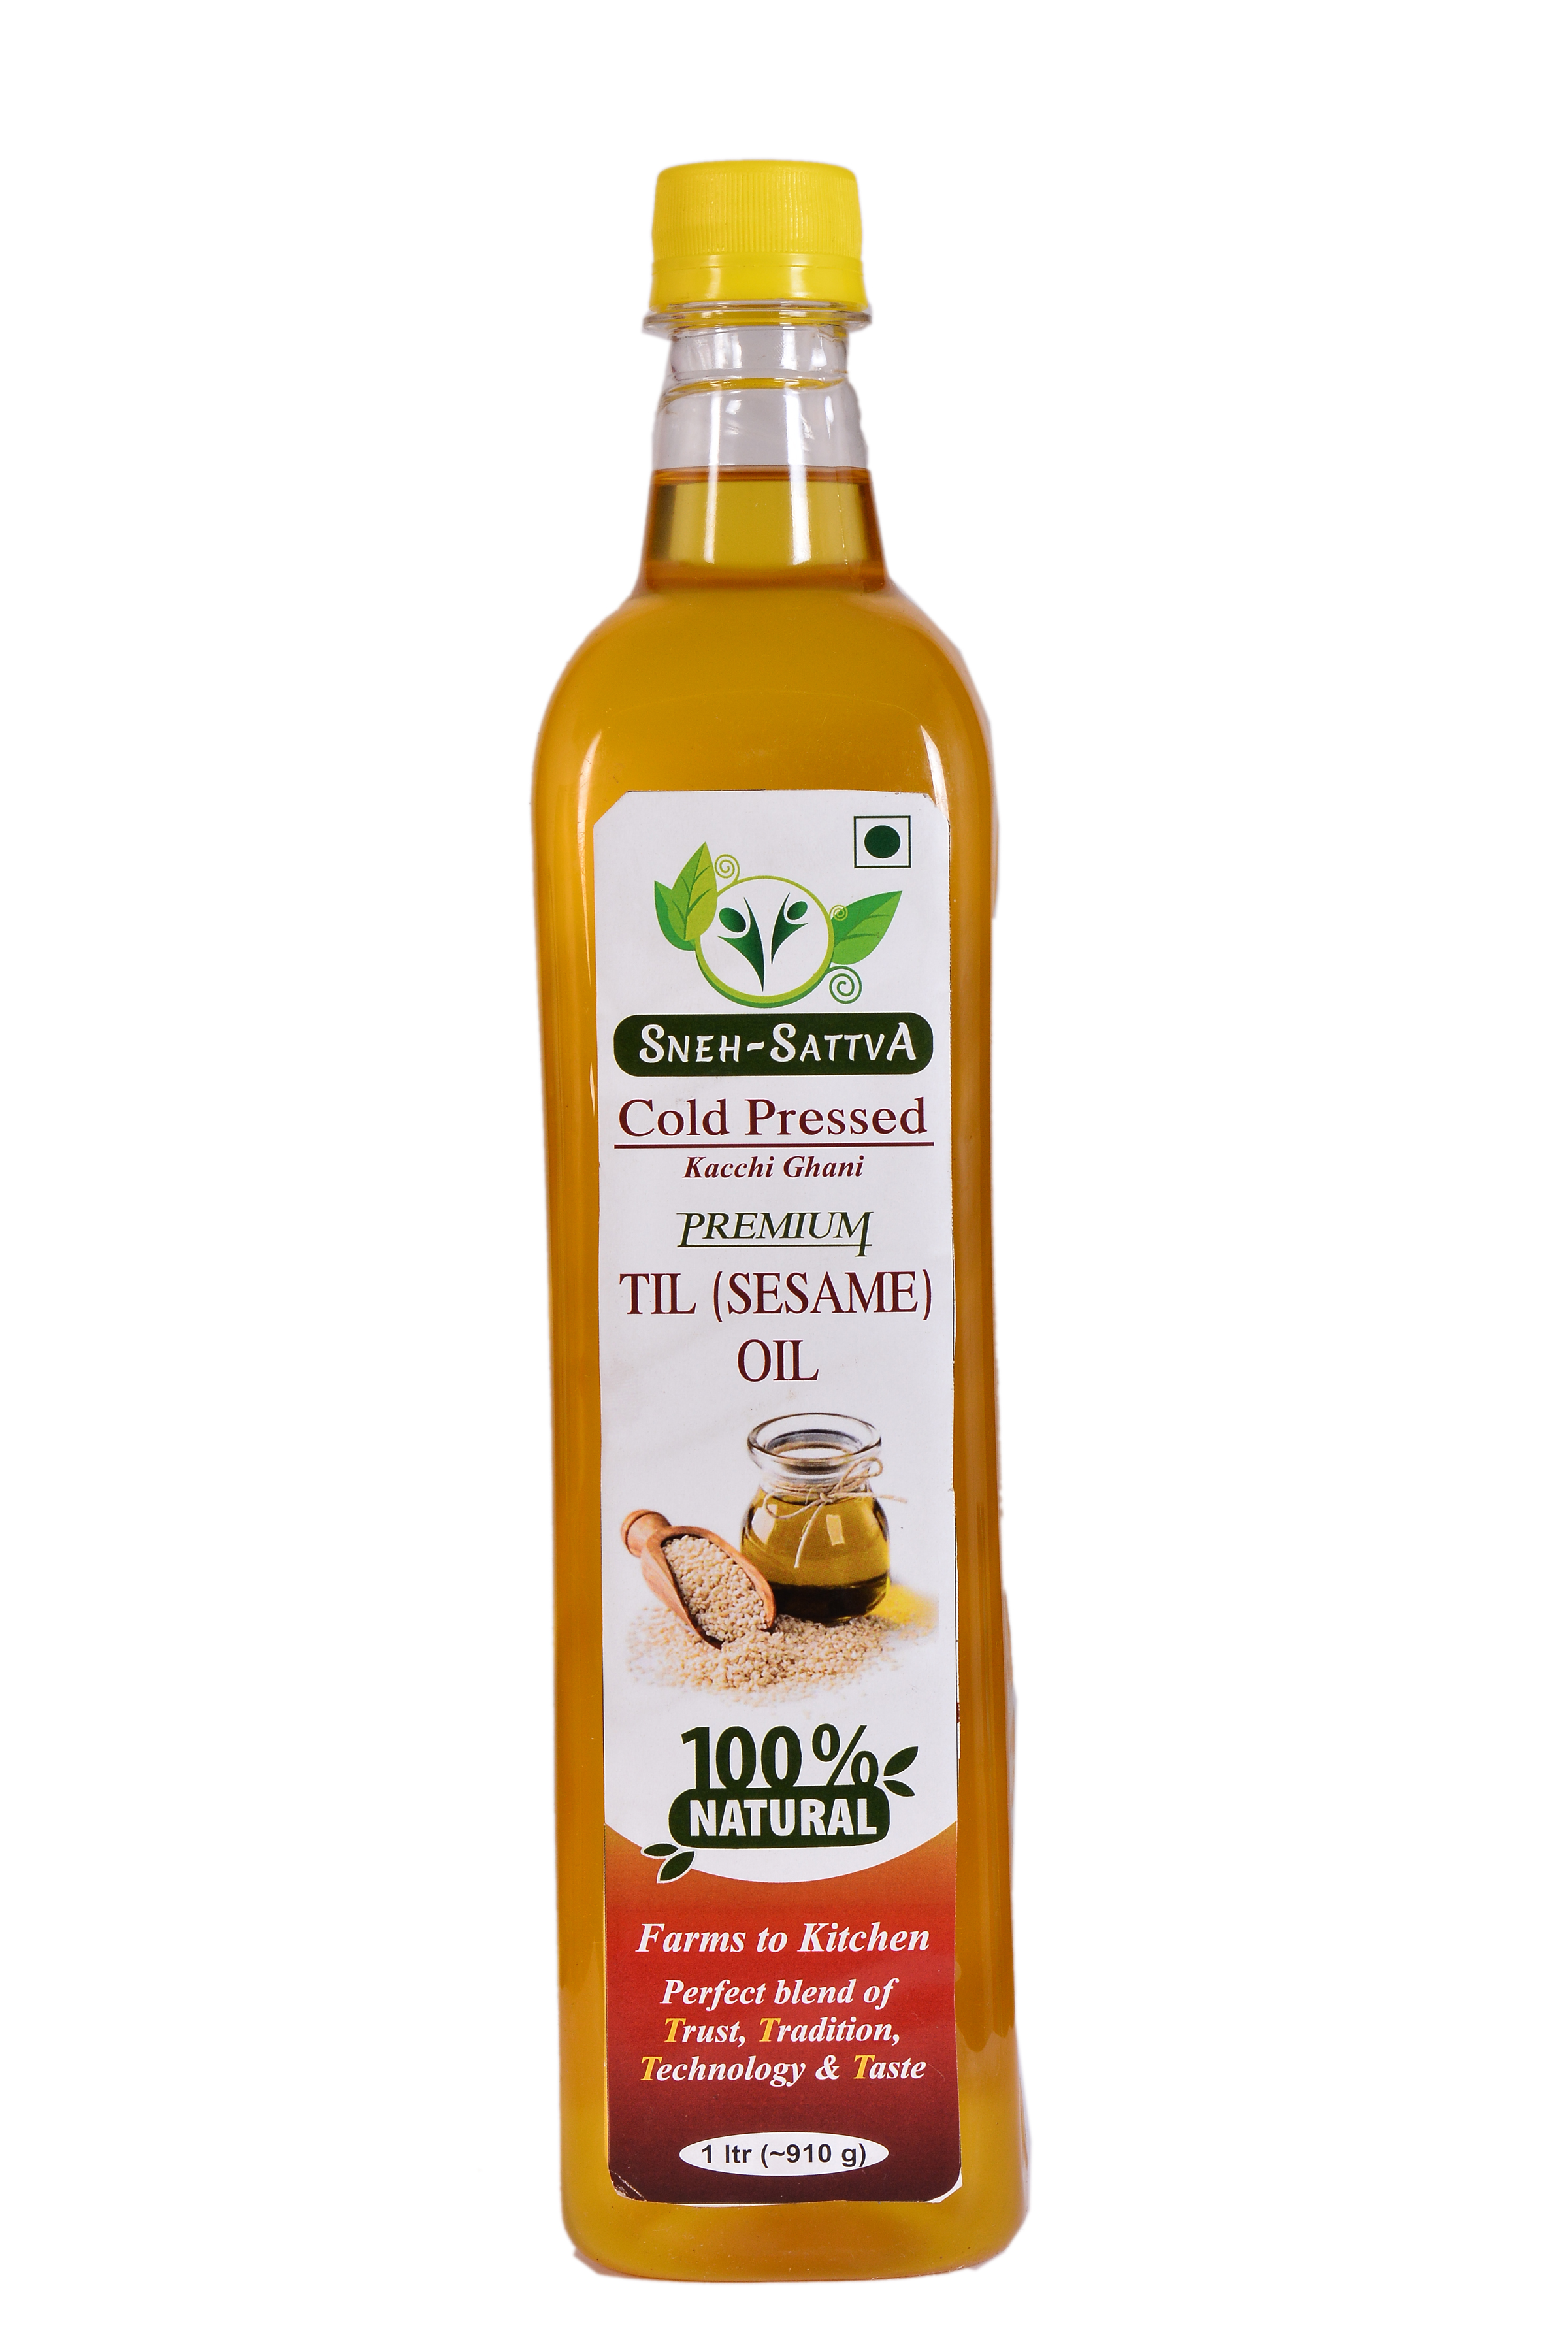 SNEH-SATTVA
Cold Pressed
Kacchi Ghani
PREMIUM
TIL (SESAME)
OIL
100%
NATURAL
Farms to Kitchen
Perfect blend of
Trust, Tradition,
Technology & Taste
1 ltr (~910 g)